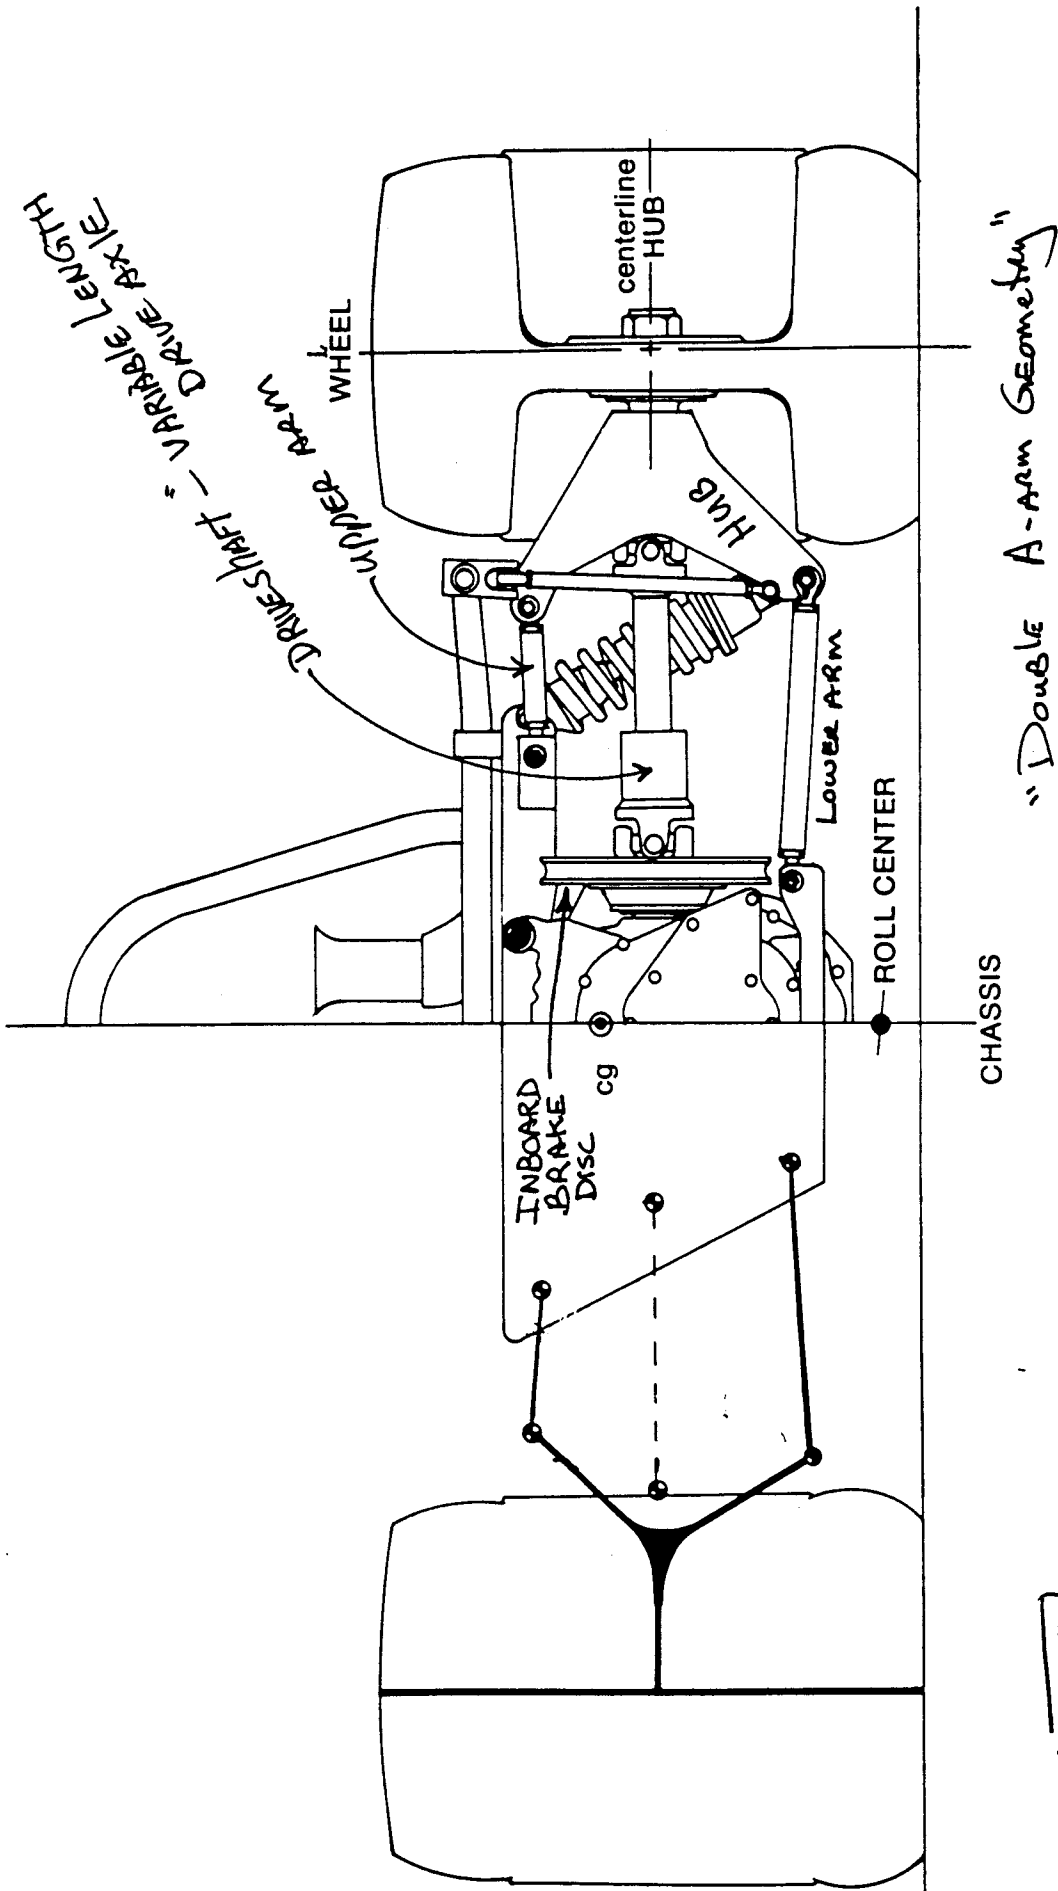 DRIVESHAFT — " VARIABLE LENGTH
DRIVE AXLE
UPPER ARM
WHEEL
centerline
HUB
HUB
LOWER ARM
INBOARD
BRAKE
DISC
cg
ROLL CENTER
CHASSIS
"DOUBLE A-ARM GEOMETRY"